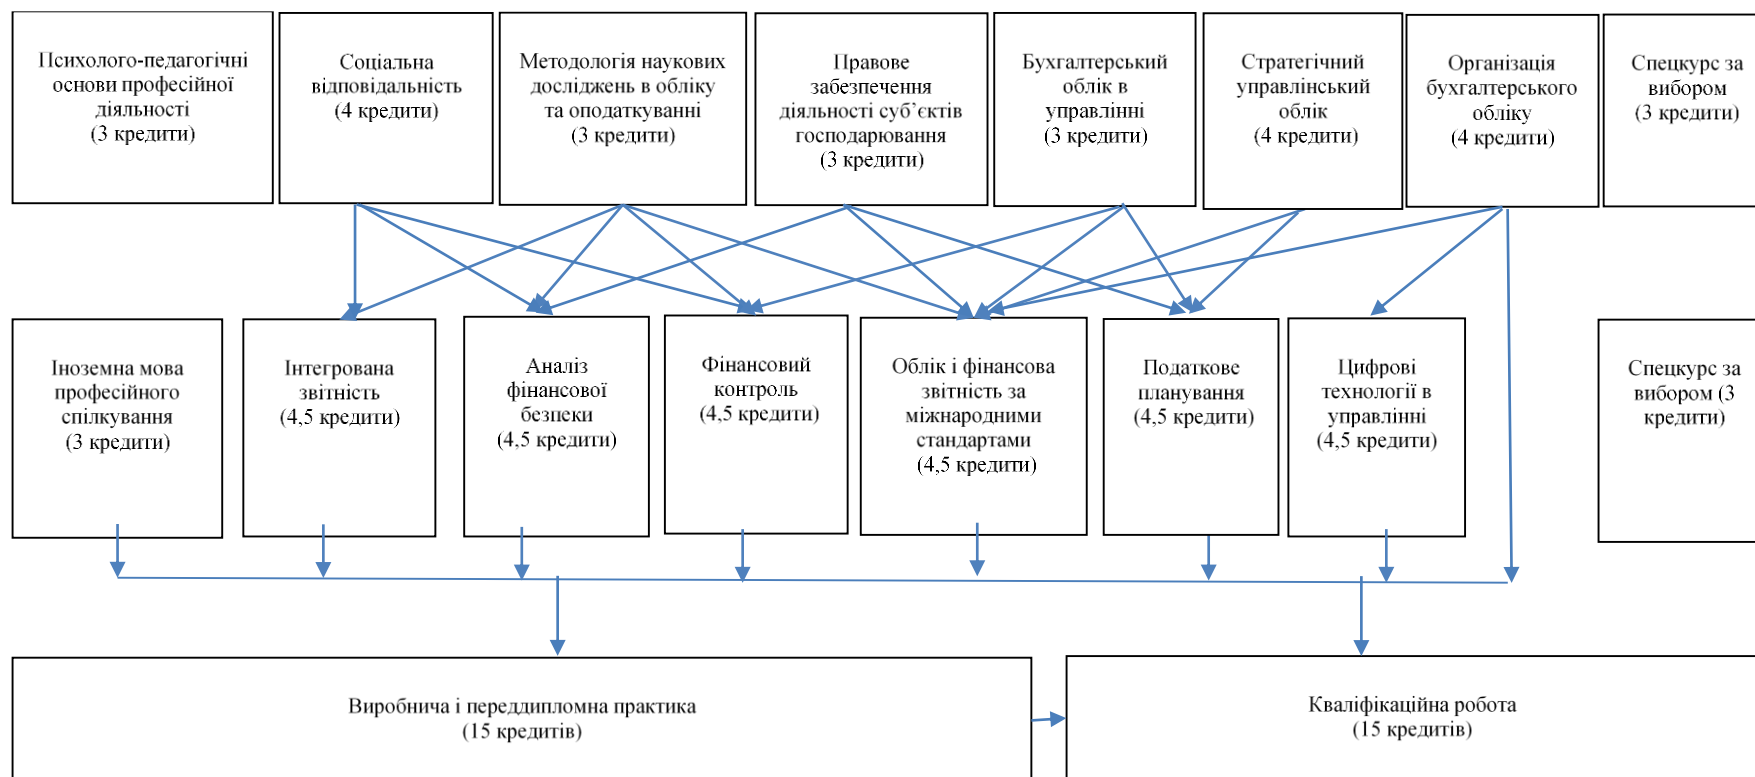 Психолого-педагогічні
основи професійної
діяльності
(3 кредити)
Соціальна
відповідальність
(4 кредити)
Методологія наукових
досліджень в обліку
та оподаткуванні
(3 кредити)
Правове
забезпечення
діяльності суб’єктів
господарювання
(3 кредити)
Бухгалтерський
облік в
управлінні
(3 кредити)
Стратегічний
управлінський
облік
(4 кредити)
Організація
бухгалтерського
обліку
(4 кредити)
Спецкурс за
вибором
(3 кредити)
Іноземна мова
професійного
спілкування
(3 кредити)
Інтегрована
звітність
(4,5 кредити)
Аналіз
фінансової
безпеки
(4,5 кредити)
Фінансовий
контроль
(4,5 кредити)
Облік і фінансова
звітність за
міжнародними
стандартами
(4,5 кредити)
Податкове
планування
(4,5 кредити)
Цифрові
технології в
управлінні
(4,5 кредити)
Спецкурс за
вибором (3
кредити)
Виробнича і переддипломна практика
(15 кредитів)
Кваліфікаційна робота
(15 кредитів)